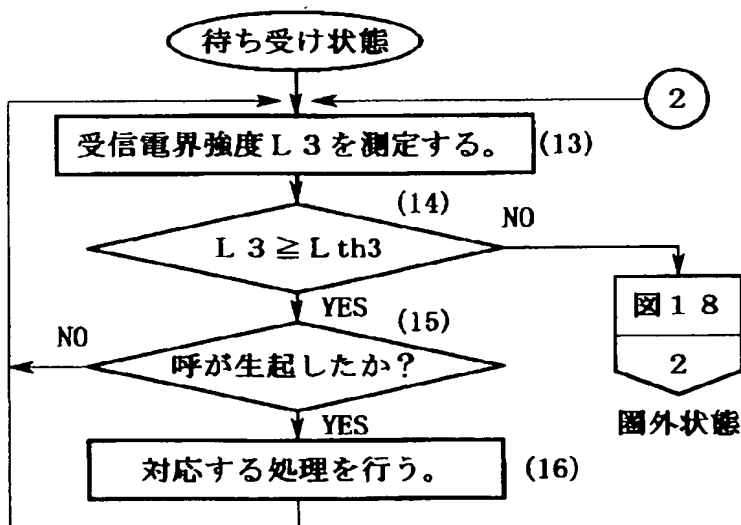 待ち受け状態
2
受信電界強度L3を測定する。 (13)
(14)
NO
L3≧Lth3
図18
YES
(15)
NO
呼が生起したか?
2
YES
圏外状態
対応する処理を行う。 (16)